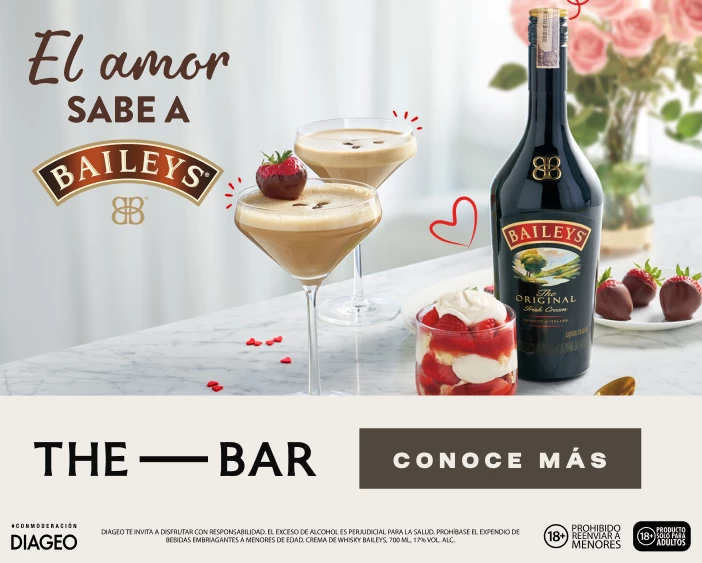 El amor
SABE A
BAILEYS
BAILEYS
The
ORIGINAL
Irish Cream
THE — BAR
CONOCE MÁS
#CONMODERACIÓN
DIAGEO
DIAGEO TE INVITA A DISFRUTAR CON RESPONSABILIDAD. EL EXCESO DE ALCOHOL ES PERJUDICIAL PARA LA SALUD. PROHÍBASE EL EXPENDIO DE
BEBIDAS EMBRIAGANTES A MENORES DE EDAD. CREMA DE WHISKY BAILEYS, 700 ML, 17% VOL. ALC.
18+ PROHIBIDO
REENVIAR A
MENORES
18+ PRODUCTO
SOLO PARA
ADULTOS